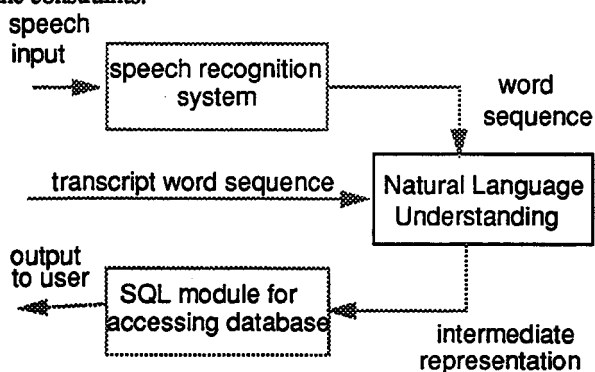 speech
input
speech recognition
system
word
sequence
transcript word sequence
Natural Language
Understanding
output
to user
SQL module for
accessing database
intermediate
representation